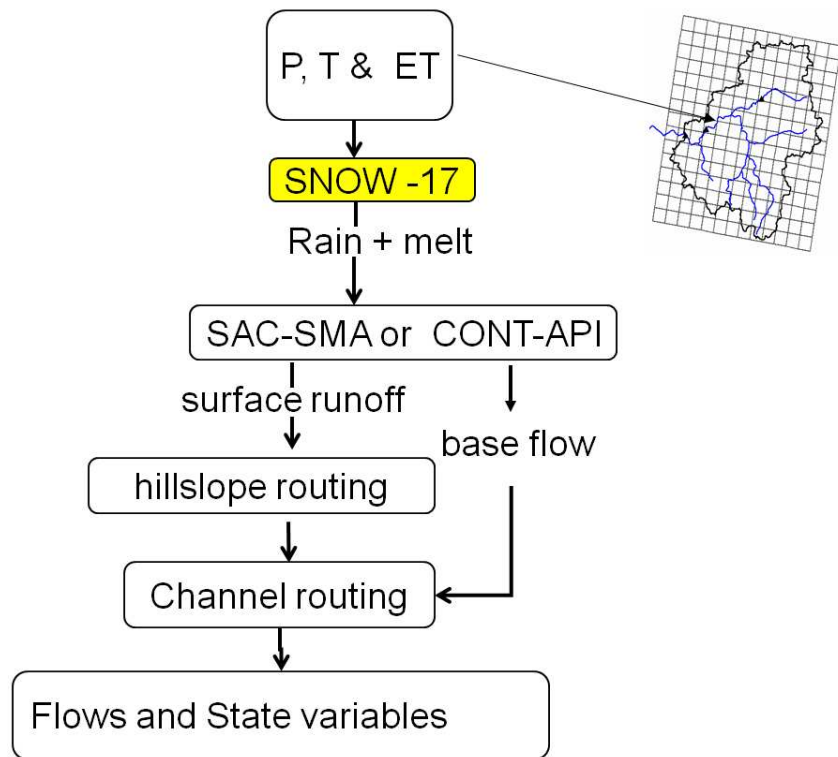 P, T & ET
SNOW -17
Rain + melt
SAC-SMA or CONT-API
surface runoff
base flow
hillslope routing
Channel routing
Flows and State variables